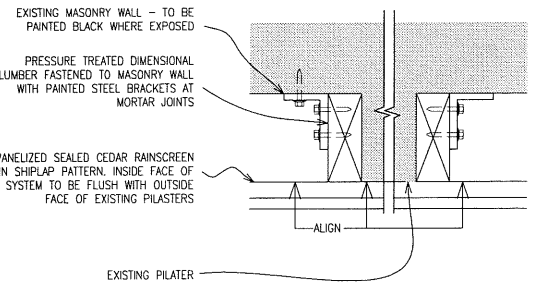 EXISTING MASONRY WALL – TO BE
PAINTED BLACK WHERE EXPOSED
PRESSURE TREATED DIMENSIONAL
LUMBER FASTENED TO MASONRY WALL
WITH PAINTED STEEL BRACKETS AT
MORTAR JOINTS
PANELIZED SEALED CEDAR RAINSCREEN
IN SHIPLAP PATTERN. INSIDE FACE OF
SYSTEM TO BE FLUSH WITH OUTSIDE
FACE OF EXISTING PILASTERS
ALIGN
EXISTING PILATER